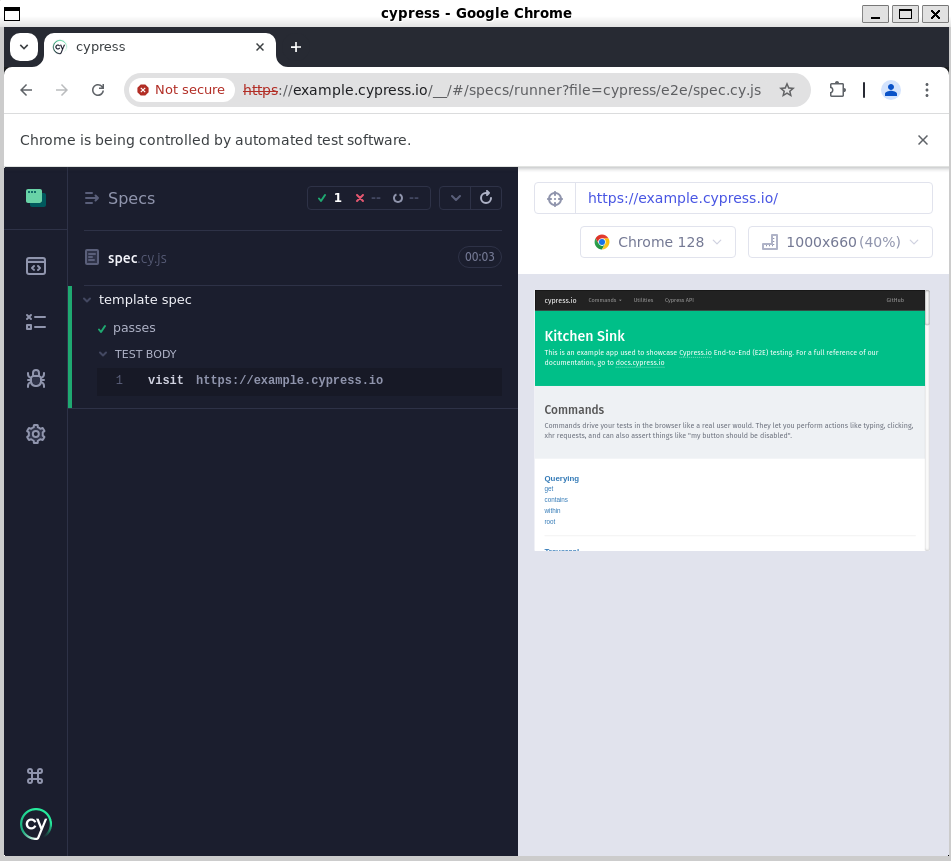 cypress - Google Chrome
cypress
Not secure https://example.cypress.io/__/#/specs/runner?file=cypress/e2e/spec.cy.js
Chrome is being controlled by automated test software.
Specs
1 -- --
spec.cy.js 00:03
template spec
passes
TEST BODY
1 visit https://example.cypress.io
cy
https://example.cypress.io/
Chrome 128
1000x660 (40%)
cypress.io Commands Utilities Cypress API GitHub
Kitchen Sink
This is an example app used to showcase Cypress.io End-to-End (E2E) testing. For a full reference of our
documentation, go to docs.cypress.io
Commands
Commands drive your tests in the browser like a real user would. They let you perform actions like typing, clicking,
xhr requests, and can also assert things like "my button should be disabled".
Querying
get
contains
within
root